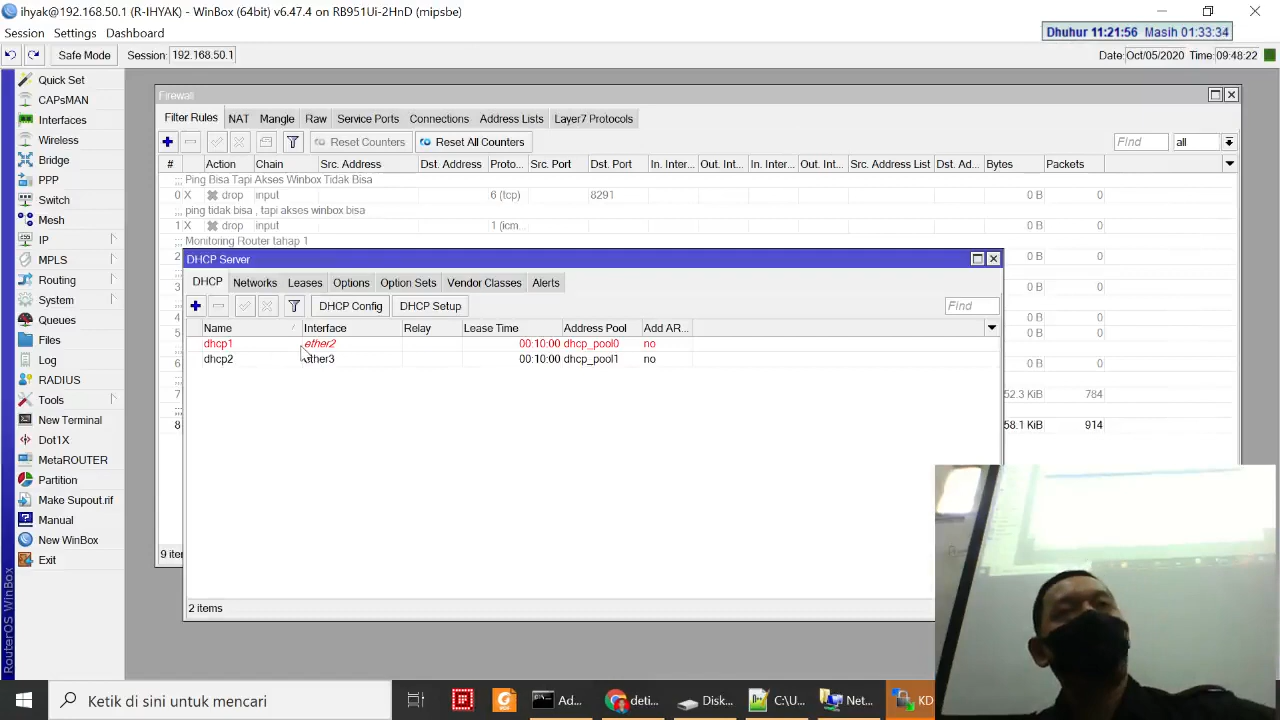 ihyak@192.168.50.1 (R-IHYAK) - WinBox (64bit) v6.47.4 on RB951Ui-2HnD (mipsbe)
Session Settings Dashboard
Dhuhur 11:21:56 Masih 01:33:34
Safe Mode Session: 192.168.50.1 Date: Oct/05/2020 Time: 09:48:22
Quick Set
CAPsMAN
Interfaces
Wireless
Bridge
PPP
Switch
Mesh
IP
MPLS
Routing
System
Queues
Files
Log
RADIUS
Tools
New Terminal
Dot1X
MetaROUTER
Partition
Make Supout.rif
Manual
New WinBox
Exit
RouterOS WinBox
Firewall
Filter Rules NAT Mangle Raw Service Ports Connections Address Lists Layer7 Protocols
Reset Counters Reset All Counters Find all
# Action Chain Src. Address Dst. Address Proto... Src. Port Dst. Port In. Inter... Out. Int... In. Inter... Out. Int... Src. Address List Dst. Ad... Bytes Packets
;;; Ping Bisa Tapi Akses Winbox Tidak Bisa
0 X drop input 6 (tcp) 8291 0 B 0
;;; ping tidak bisa , tapi akses winbox bisa
1 X drop input 1 (icm... 0 B 0
;;; Monitoring Router tahap 1
2 0 B 0
;;;
3 0 B 0
4 0 B 0
5 0 B 0
6 0 B 0
7 52.3 KiB 784
;;;
8 58.1 KiB 914
9 iter
DHCP Server
DHCP Networks Leases Options Option Sets Vendor Classes Alerts
DHCP Config DHCP Setup Find
Name Interface Relay Lease Time Address Pool Add AR...
dhcp1 ether2 00:10:00 dhcp_pool0 no
dhcp2 ether3 00:10:00 dhcp_pool1 no
2 items
Ketik di sini untuk mencari Ad... deti... Disk... C:\U... Net... KD